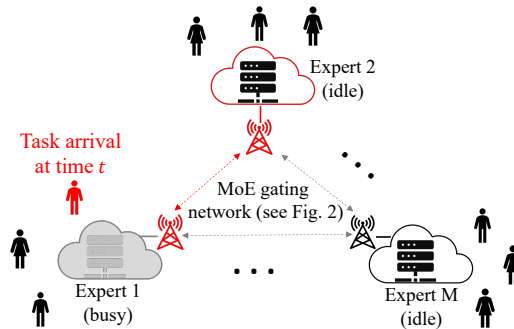 Expert 2
(idle)
Task arrival
at time t
MoE gating
network (see Fig. 2)
Expert 1
(busy)
Expert M
(idle)